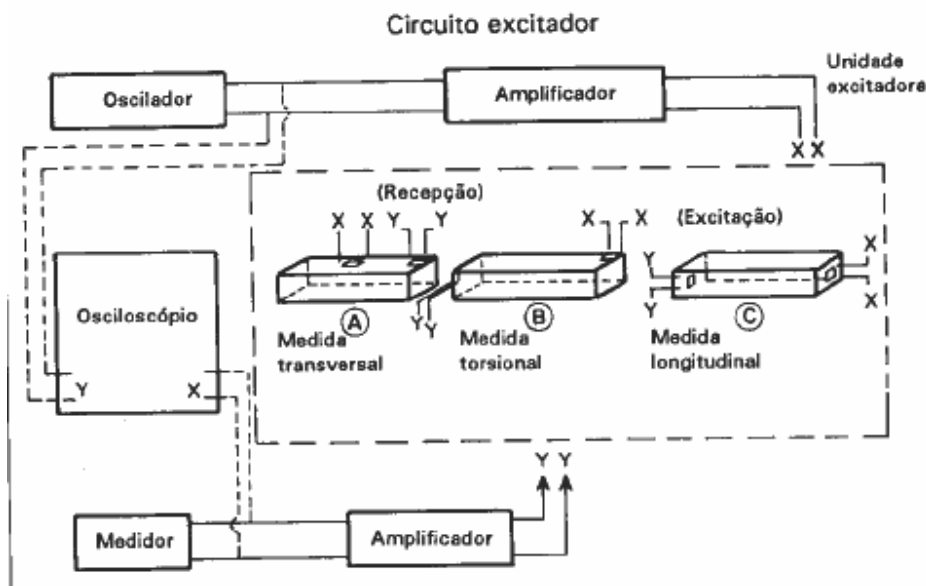 Circuito excitador
Oscilador
Amplificador
Unidade
excitadora
X X
(Recepção)
X X Y Y
X X
(Excitação)
Y
Y
X
X
Y Y
A
B
C
Medida
transversal
Medida
torsional
Medida
longitudinal
Osciloscópio
Y X
Y Y
Medidor
Amplificador